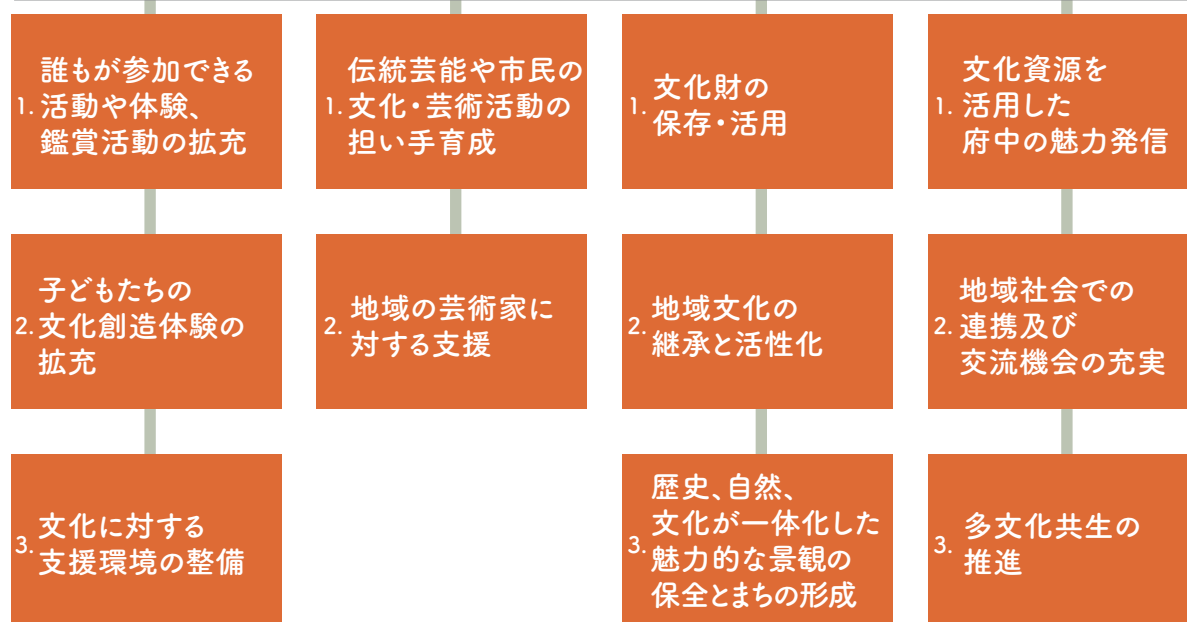 1. 誰もが参加できる
活動や体験、
鑑賞活動の拡充
2. 子どもたちの
文化創造体験の
拡充
3. 文化に対する
支援環境の整備
1. 伝統芸能や市民の
文化・芸術活動の
担い手育成
2. 地域の芸術家に
対する支援
1. 文化財の
保存・活用
2. 地域文化の
継承と活性化
3. 歴史、自然、
文化が一体化した
魅力的な景観の
保全とまちの形成
1. 文化資源を
活用した
府中の魅力発信
2. 地域社会での
連携及び
交流機会の充実
3. 多文化共生の
推進